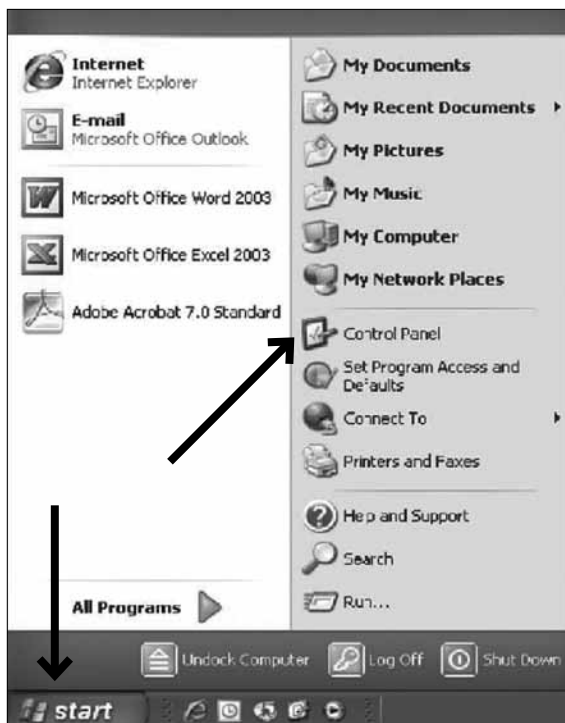 Internet
Internet Explorer
E-mail
Microsoft Office Outlook
Microsoft Office Word 2003
Microsoft Office Excel 2003
Adobe Acrobat 7.0 Standard
All Programs
My Documents
My Recent Documents
My Pictures
My Music
My Computer
My Network Places
Control Panel
Set Program Access and
Defaults
Connect To
Printers and Faxes
Help and Support
Search
Run...
Undock Computer
Log Off
Shut Down
start